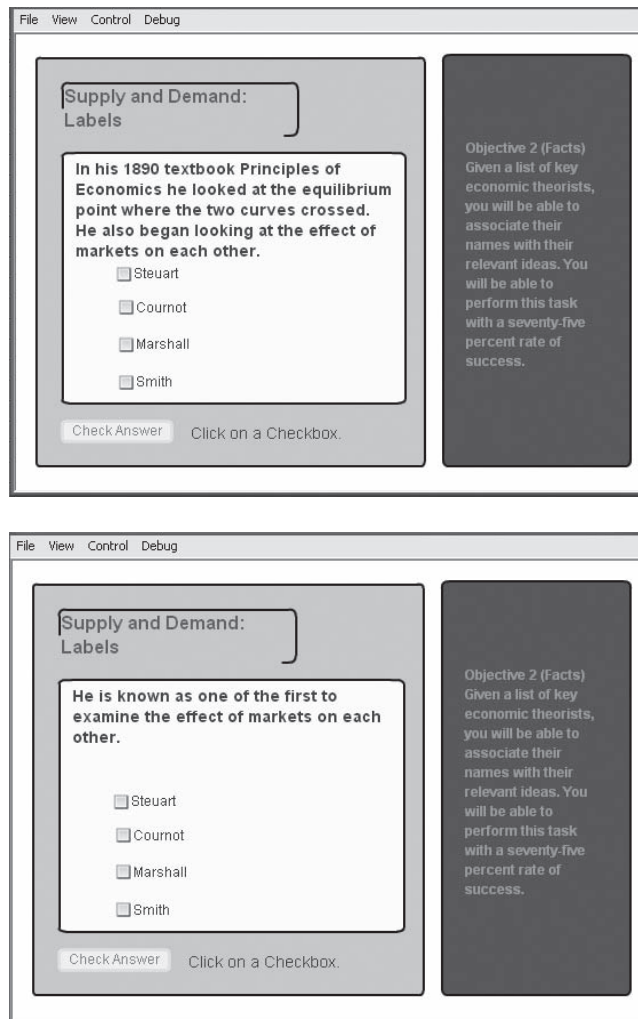 File View Control Debug
Supply and Demand:
Labels
In his 1890 textbook Principles of
Economics he looked at the equilibrium
point where the two curves crossed.
He also began looking at the effect of
markets on each other.
Steuart
Cournot
Marshall
Smith
Check Answer Click on a Checkbox.
Objective 2 (Facts)
Given a list of key
economic theorists,
you will be able to
associate their
names with their
relevant ideas. You
will be able to
perform this task
with a seventy-five
percent rate of
success.
File View Control Debug
Supply and Demand:
Labels
He is known as one of the first to
examine the effect of markets on each
other.
Steuart
Cournot
Marshall
Smith
Check Answer Click on a Checkbox.
Objective 2 (Facts)
Given a list of key
economic theorists,
you will be able to
associate their
names with their
relevant ideas. You
will be able to
perform this task
with a seventy-five
percent rate of
success.